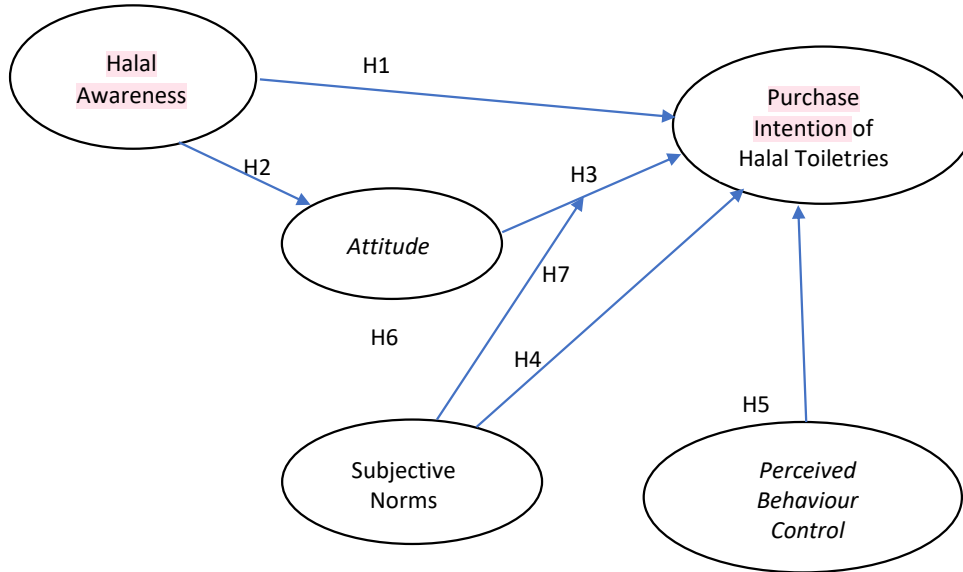 Halal
Awareness
H1
Purchase
Intention of
Halal Toiletries
H2
H3
Attitude
H7
H6
H4
H5
Subjective
Norms
Perceived
Behaviour
Control